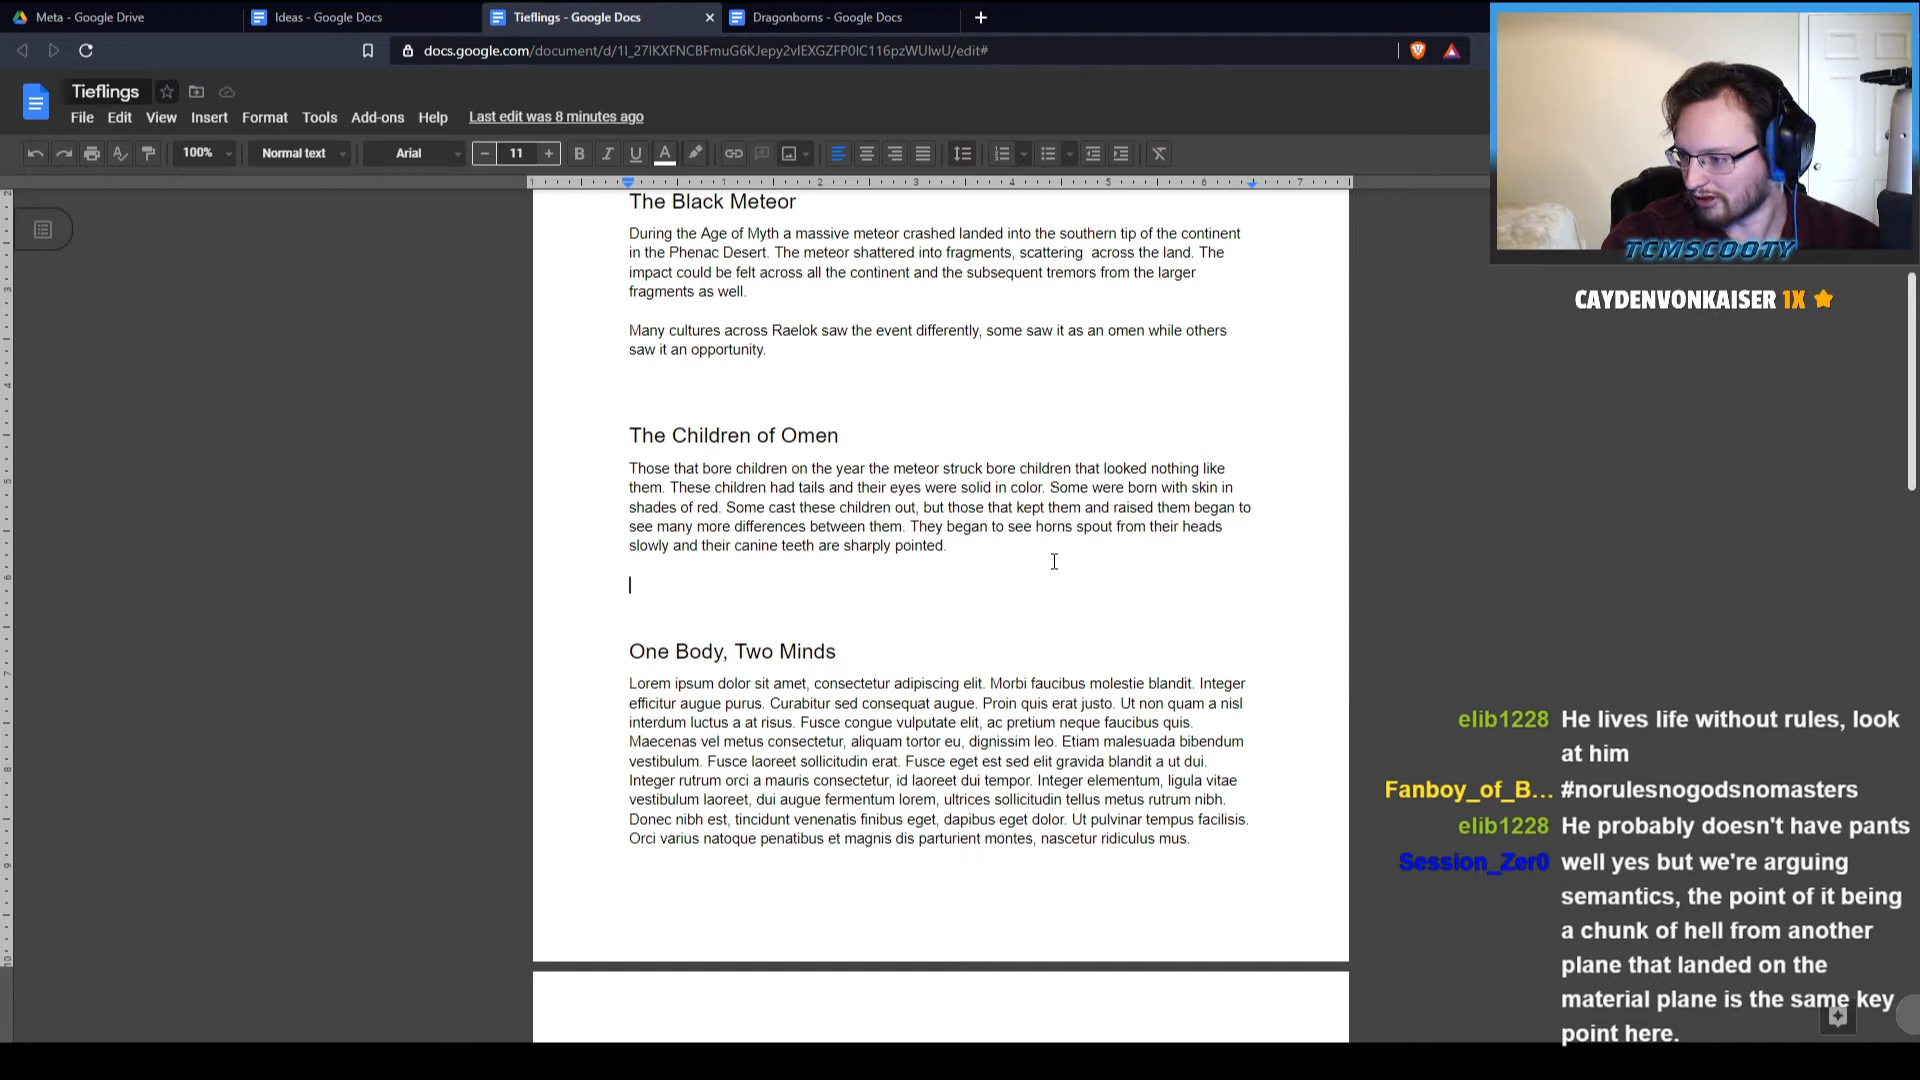 Meta - Google Drive
Ideas - Google Docs
Tieflings - Google Docs
Dragonborns - Google Docs
docs.google.com/document/d/1I_27IKXFNCBFmuG6KJepy2vIEXGZFP0IC116pzWUIwU/edit#
Tieflings
File Edit View Insert Format Tools Add-ons Help Last edit was 8 minutes ago
100% Normal text Arial 11
The Black Meteor
During the Age of Myth a massive meteor crashed landed into the southern tip of the continent
in the Phenac Desert. The meteor shattered into fragments, scattering  across the land. The
impact could be felt across all the continent and the subsequent tremors from the larger
fragments as well.
Many cultures across Raelok saw the event differently, some saw it as an omen while others
saw it an opportunity.
The Children of Omen
Those that bore children on the year the meteor struck bore children that looked nothing like
them. These children had tails and their eyes were solid in color. Some were born with skin in
shades of red. Some cast these children out, but those that kept them and raised them began to
see many more differences between them. They began to see horns spout from their heads
slowly and their canine teeth are sharply pointed.
One Body, Two Minds
Lorem ipsum dolor sit amet, consectetur adipiscing elit. Morbi faucibus molestie blandit. Integer
efficitur augue purus. Curabitur sed consequat augue. Proin quis erat justo. Ut non quam a nisl
interdum luctus a at risus. Fusce congue vulputate elit, ac pretium neque faucibus quis.
Maecenas vel metus consectetur, aliquam tortor eu, dignissim leo. Etiam malesuada bibendum
vestibulum. Fusce laoreet sollicitudin erat. Fusce eget est sed elit gravida blandit a ut dui.
Integer rutrum orci a mauris consectetur, id laoreet dui tempor. Integer elementum, ligula vitae
vestibulum laoreet, dui augue fermentum lorem, ultrices sollicitudin tellus metus rutrum nibh.
Donec nibh est, tincidunt venenatis finibus eget, dapibus eget dolor. Ut pulvinar tempus facilisis.
Orci varius natoque penatibus et magnis dis parturient montes, nascetur ridiculus mus.
TCMSCOOTY
CAYDENVONKAISER 1X
elib1228 He lives life without rules, look
at him
Fanboy_of_B... #norulesnogodsnomasters
elib1228 He probably doesn't have pants
Session_Zer0 well yes but we're arguing
semantics, the point of it being
a chunk of hell from another
plane that landed on the
material plane is the same key
point here.